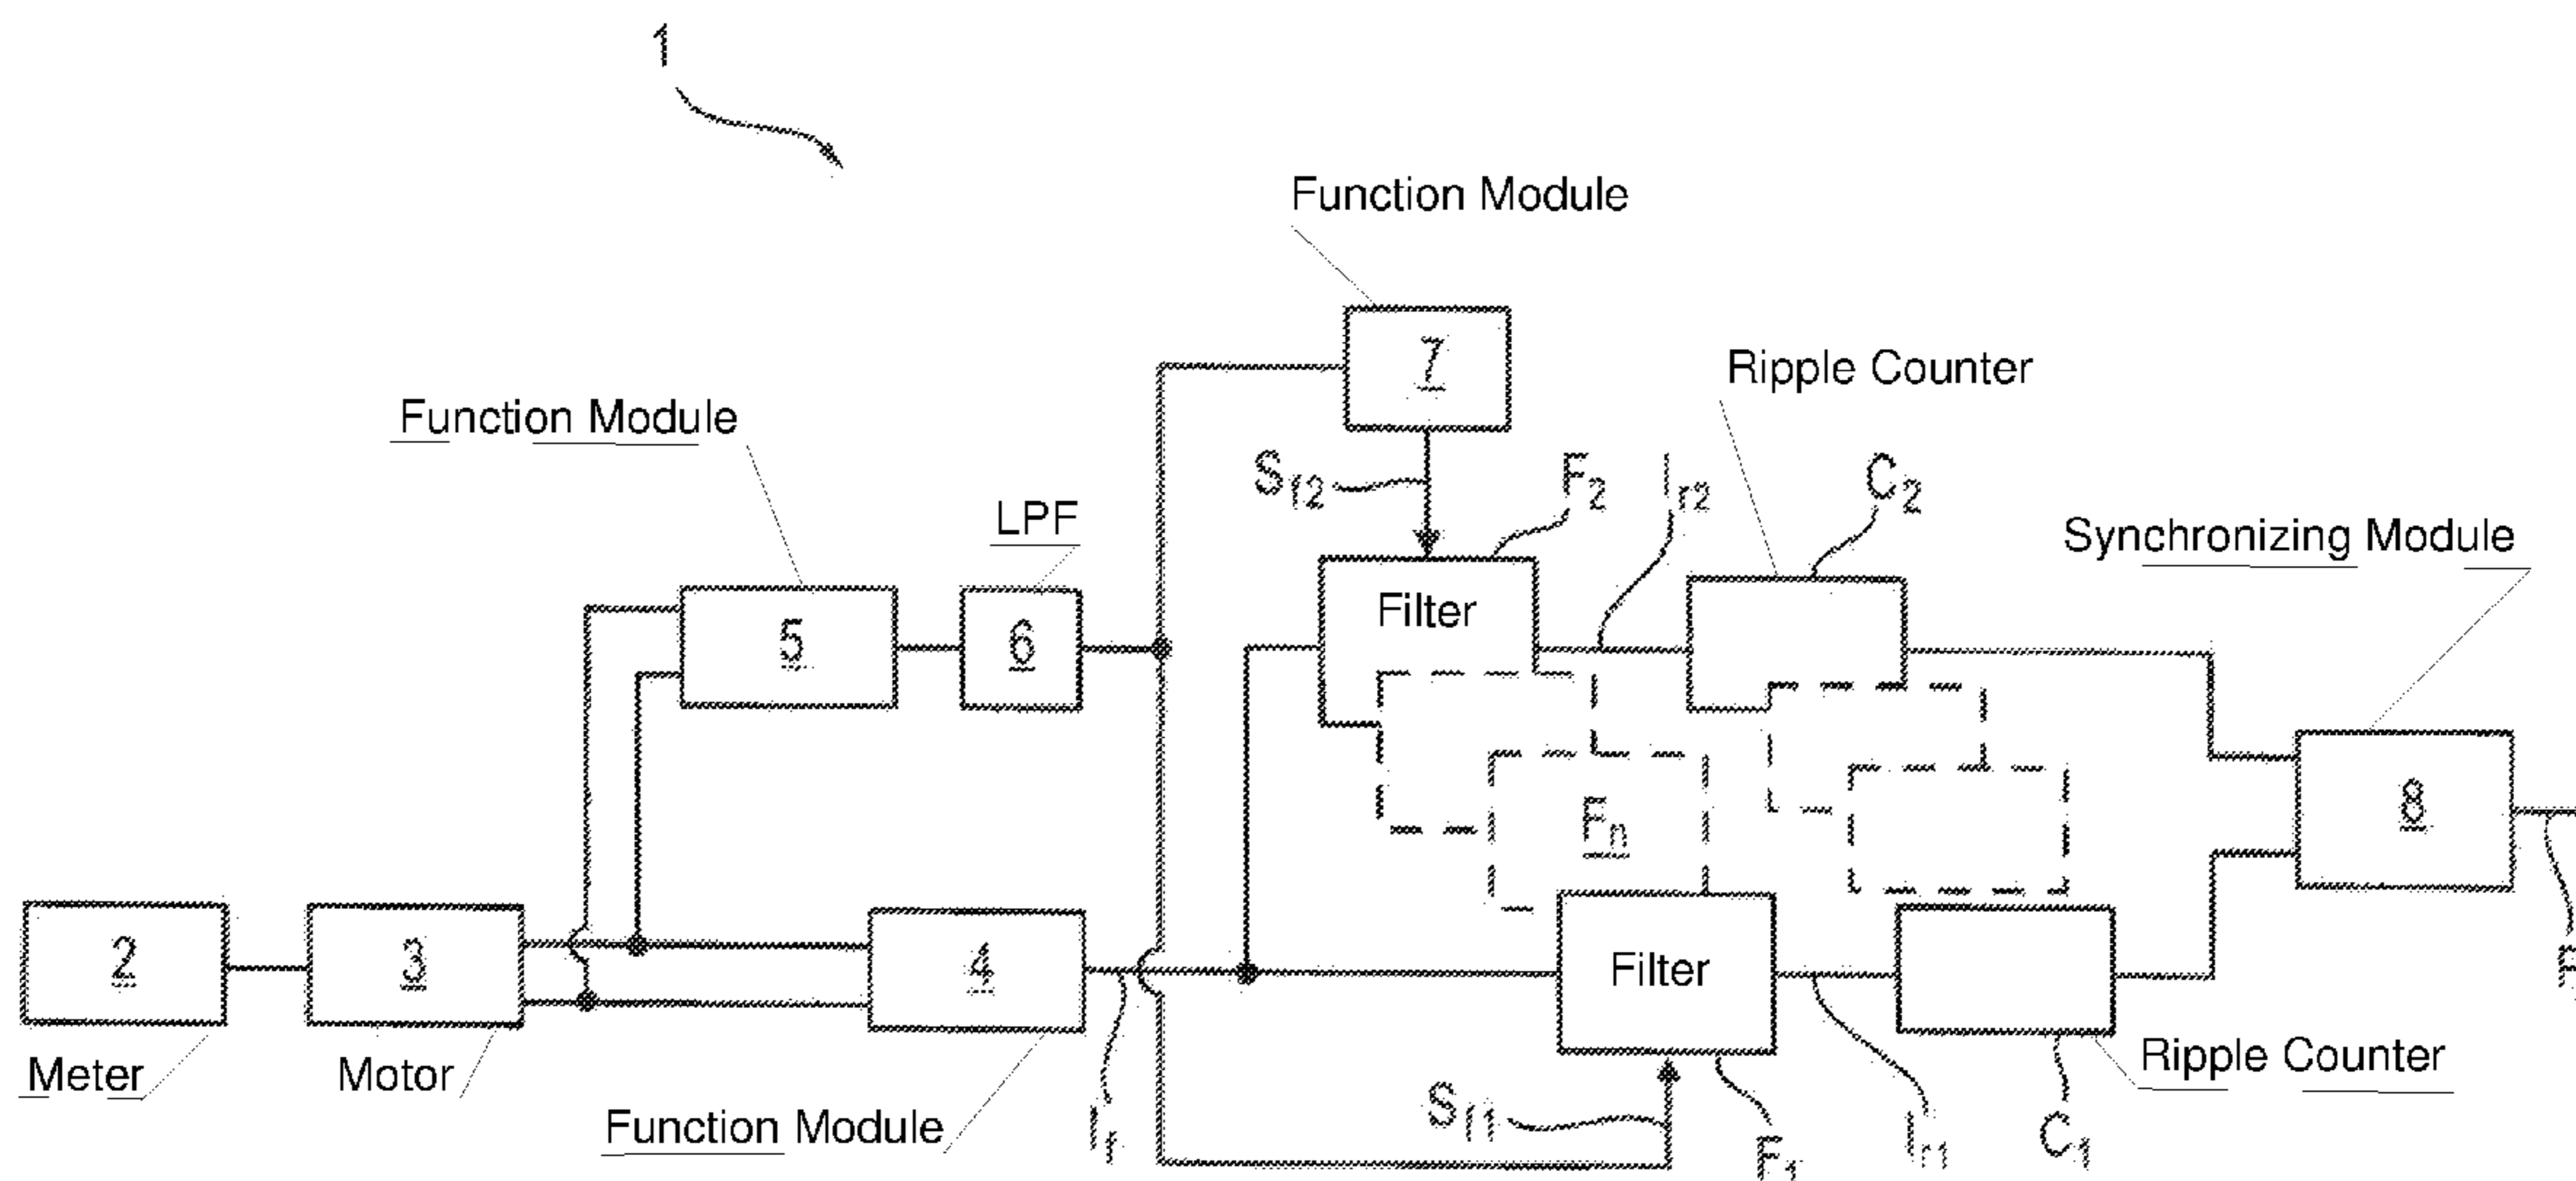 1
Function Module
7
Ripple Counter
Function Module
S_f2
F_2
I_r2
C_2
LPF
Synchronizing Module
Filter
5
6
F_n
8
2
3
4
Filter
Meter
Motor
Function Module
I_f
S_f1
F_1
I_r1
C_1
Ripple Counter